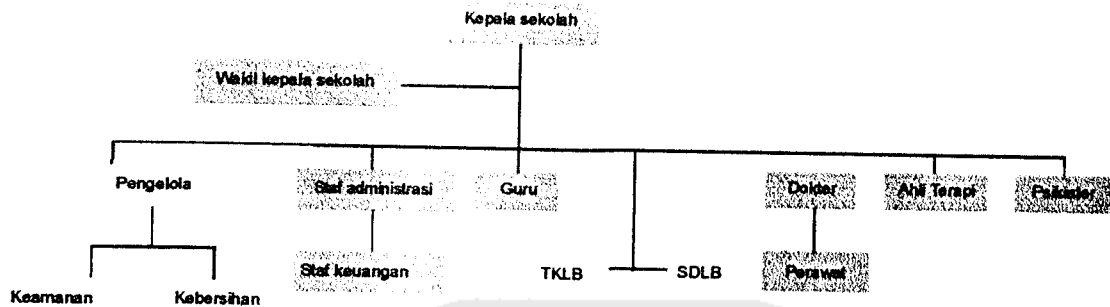 Kepala sekolah
Wakil kepala sekolah
Pengelola
Staf administrasi
Guru
Dokter
Ahli Terapi
Psikiater
Staf keuangan
TKLB
SDLB
Perawat
Keamanan
Kebersihan